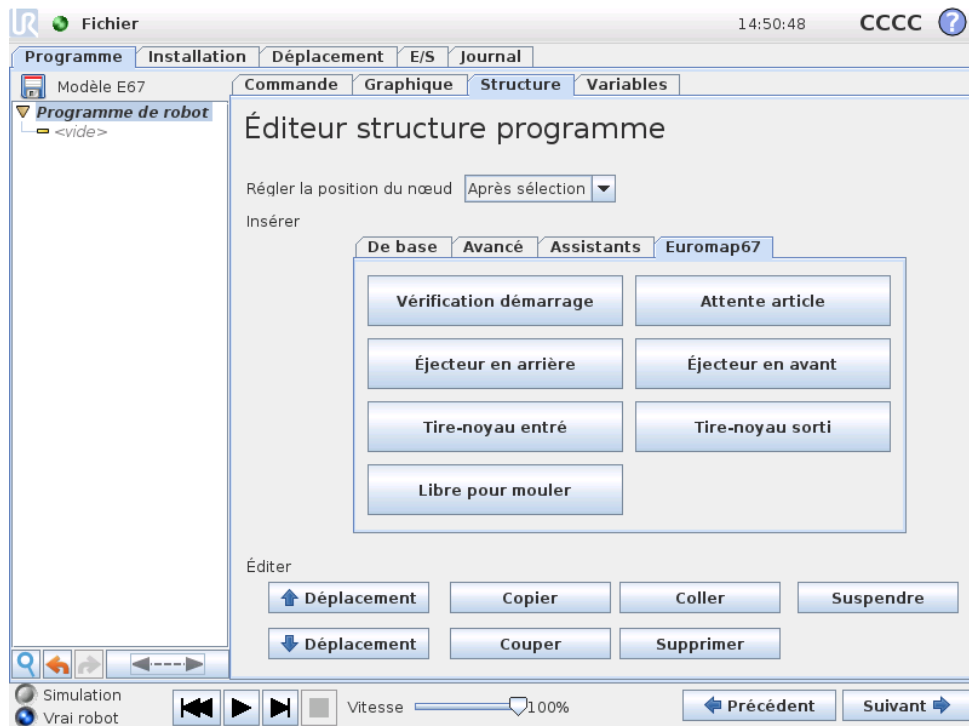 UR Fichier 14:50:48 CCCC ?
Programme Installation Déplacement E/S Journal
Modèle E67 Commande Graphique Structure Variables
Programme de robot
<vide>
Éditeur structure programme
Régler la position du nœud Après sélection
Insérer
De base Avancé Assistants Euromap67
Vérification démarrage Attente article
Éjecteur en arrière Éjecteur en avant
Tire-noyau entré Tire-noyau sorti
Libre pour mouler
Éditer
Déplacement Copier Coller Suspendre
Déplacement Couper Supprimer
Simulation
Vrai robot
Vitesse 100% Précédent Suivant